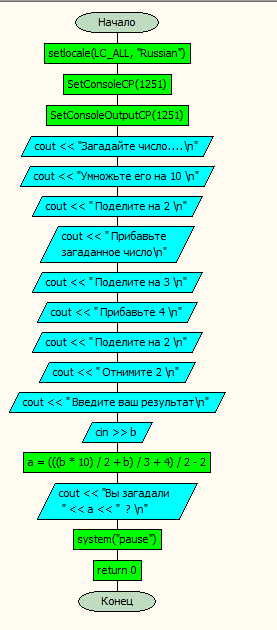 Начало
setlocale(LC_ALL, "Russian")
SetConsoleCP(1251)
SetConsoleOutputCP(1251)
cout << "Загадайте число....\n"
cout << "Умножьте его на 10 \n"
cout << " Поделите на 2 \n"
cout << " Прибавьте
загаданное число\n"
cout << " Поделите на 3 \n"
cout << " Прибавьте 4 \n"
cout << " Поделите на 2 \n"
cout << " Отнимите 2 \n"
cout << " Введите ваш результат\n"
cin >> b
a = (((b * 10) / 2 + b) / 3 + 4) / 2 - 2
cout << "Вы загадали
" << a << " ? \n"
system("pause")
return 0
Конец